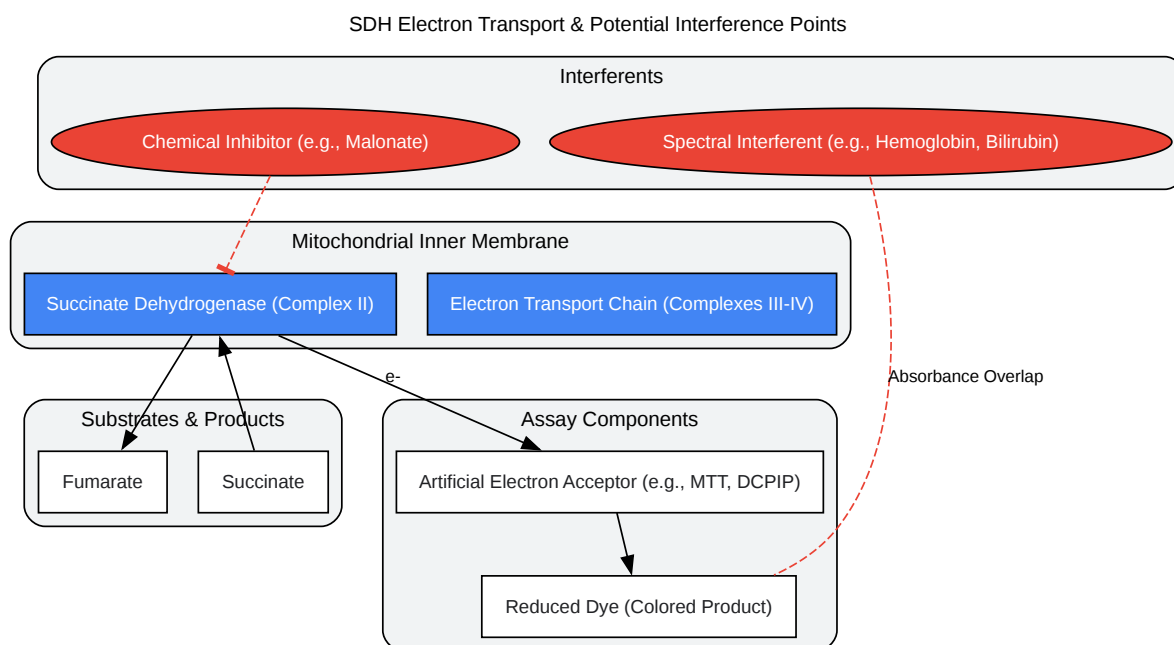 SDH Electron Transport & Potential Interference Points
Interferents
Chemical Inhibitor (e.g., Malonate)
Spectral Interferent (e.g., Hemoglobin, Bilirubin)
Mitochondrial Inner Membrane
Succinate Dehydrogenase (Complex II)
Electron Transport Chain (Complexes III-IV)
e-
Absorbance Overlap
Substrates & Products
Fumarate
Succinate
Assay Components
Artificial Electron Acceptor (e.g., MTT, DCPIP)
Reduced Dye (Colored Product)